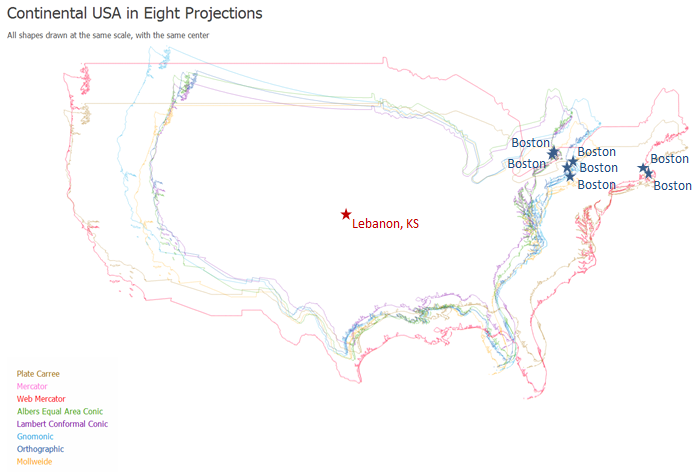 Continental USA in Eight Projections
All shapes drawn at the same scale, with the same center
Boston
Boston
Boston
Boston
Boston
Boston
Boston
Lebanon, KS
Plate Carree
Mercator
Web Mercator
Albers Equal Area Conic
Lambert Conformal Conic
Gnomonic
Orthographic
Mollweide